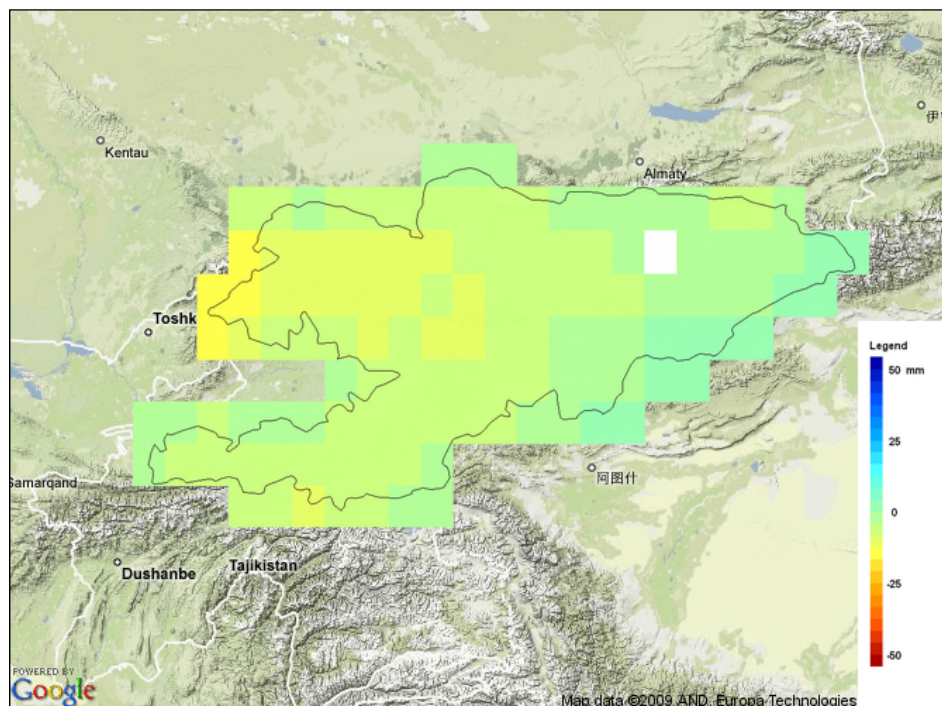 伊
Kentau
Almaty
Toshk
Legend
50 mm
25
0
-25
-50
阿图什
Samarqand
Dushanbe
Tajikistan
POWERED BY
Google
Map data ©2009 AND, Europa Technologies